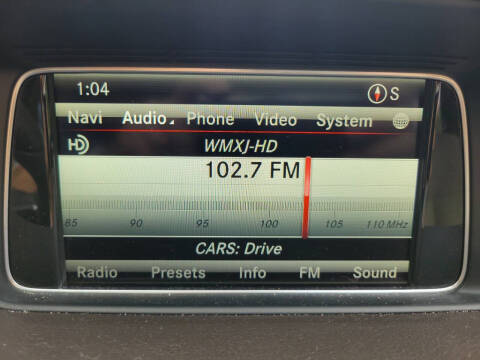 1:04 S
Navi Audio Phone Video System
HD WMXJ-HD
102.7 FM
85 90 95 100 105 110 MHz
CARS: Drive
Radio Presets Info FM Sound